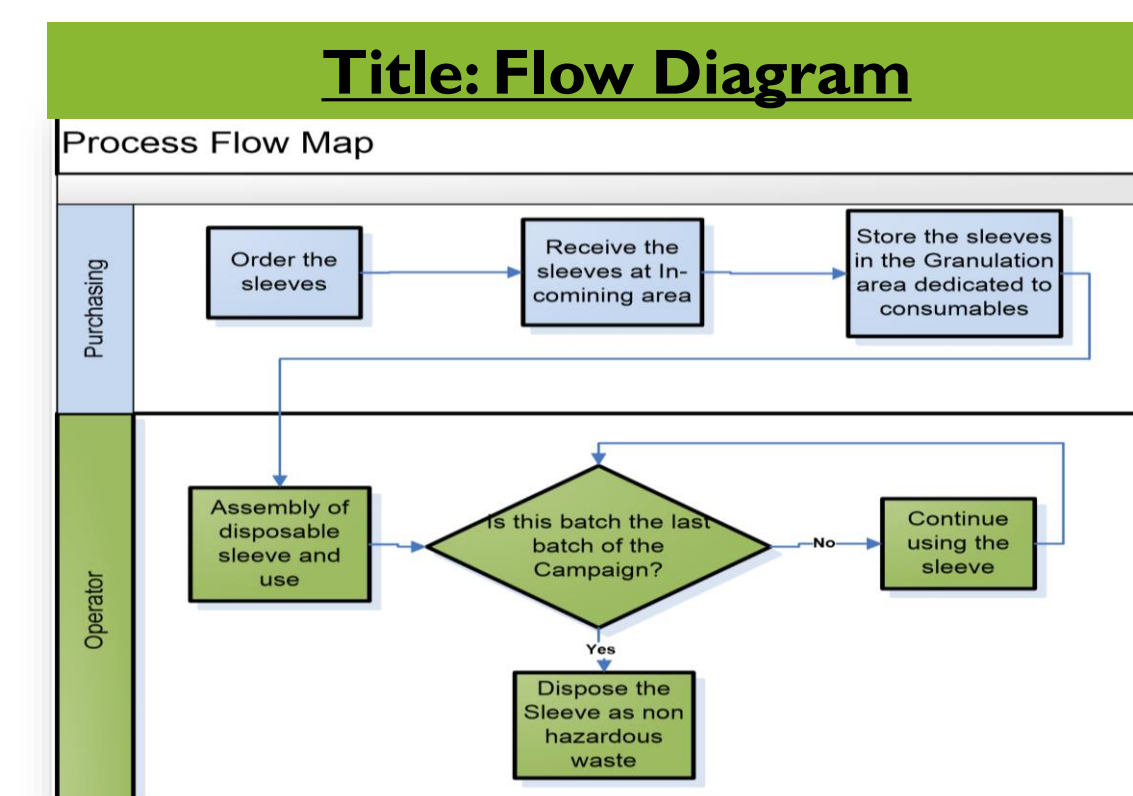 Title: Flow Diagram
Process Flow Map
Purchasing
Order the
sleeves
Receive the
sleeves at In-
comining area
Store the sleeves
in the Granulation
area dedicated to
consumables
Operator
Assembly of
disposable
sleeve and
use
Is this batch the last
batch of the
Campaign?
No
Continue
using the
sleeve
Yes
Dispose the
Sleeve as non
hazardous
waste